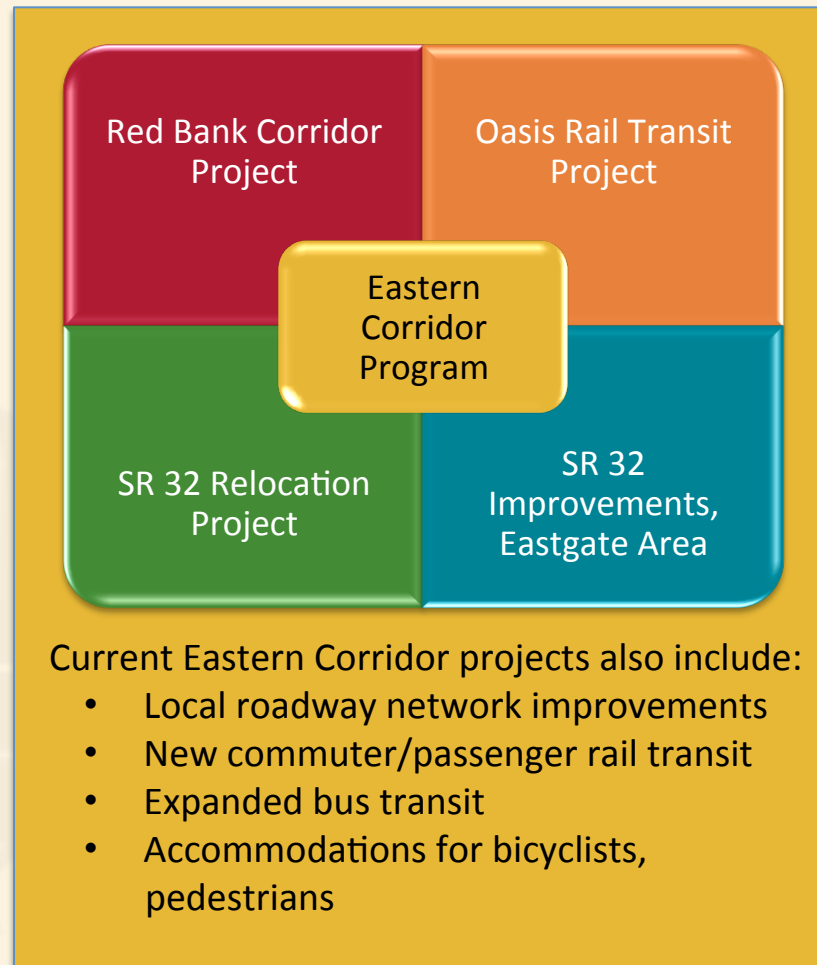 Red Bank Corridor
Project
Oasis Rail Transit
Project
Eastern
Corridor
Program
SR 32 Relocation
Project
SR 32
Improvements,
Eastgate Area
Current Eastern Corridor projects also include:
• Local roadway network improvements
• New commuter/passenger rail transit
• Expanded bus transit
• Accommodations for bicyclists,
pedestrians